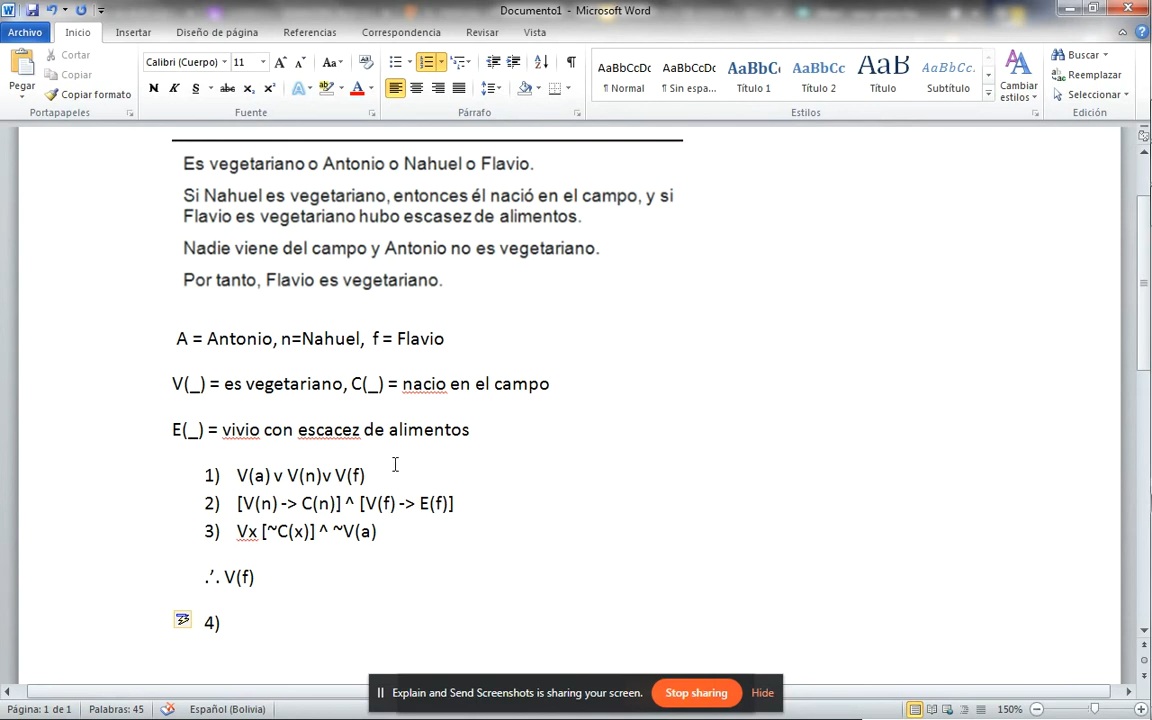 Documento1 - Microsoft Word
Archivo Inicio Insertar Diseño de página Referencias Correspondencia Revisar Vista
Pegar
Cortar
Copiar
Copiar formato
Portapapeles
Calibri (Cuerpo) 11
Fuente
Párrafo
AaBbCcDc AaBbCcDc AaBbC AaBbCc AaB AaBbCc.
¶ Normal ¶ Sin espa... Título 1 Título 2 Título Subtítulo
Cambiar estilos
Estilos
Buscar
Reemplazar
Seleccionar
Edición
Es vegetariano o Antonio o Nahuel o Flavio.
Si Nahuel es vegetariano, entonces él nació en el campo, y si
Flavio es vegetariano hubo escasez de alimentos.
Nadie viene del campo y Antonio no es vegetariano.
Por tanto, Flavio es vegetariano.
A = Antonio, n=Nahuel, f = Flavio
V(_) = es vegetariano, C(_) = nacio en el campo
E(_) = vivio con escacez de alimentos
1) V(a) v V(n)v V(f)
2) [V(n) -> C(n)] ^ [V(f) -> E(f)]
3) Vx [~C(x)] ^ ~V(a)
.’. V(f)
4)
Explain and Send Screenshots is sharing your screen. Stop sharing Hide
Página: 1 de 1 Palabras: 45 Español (Bolivia) 150%